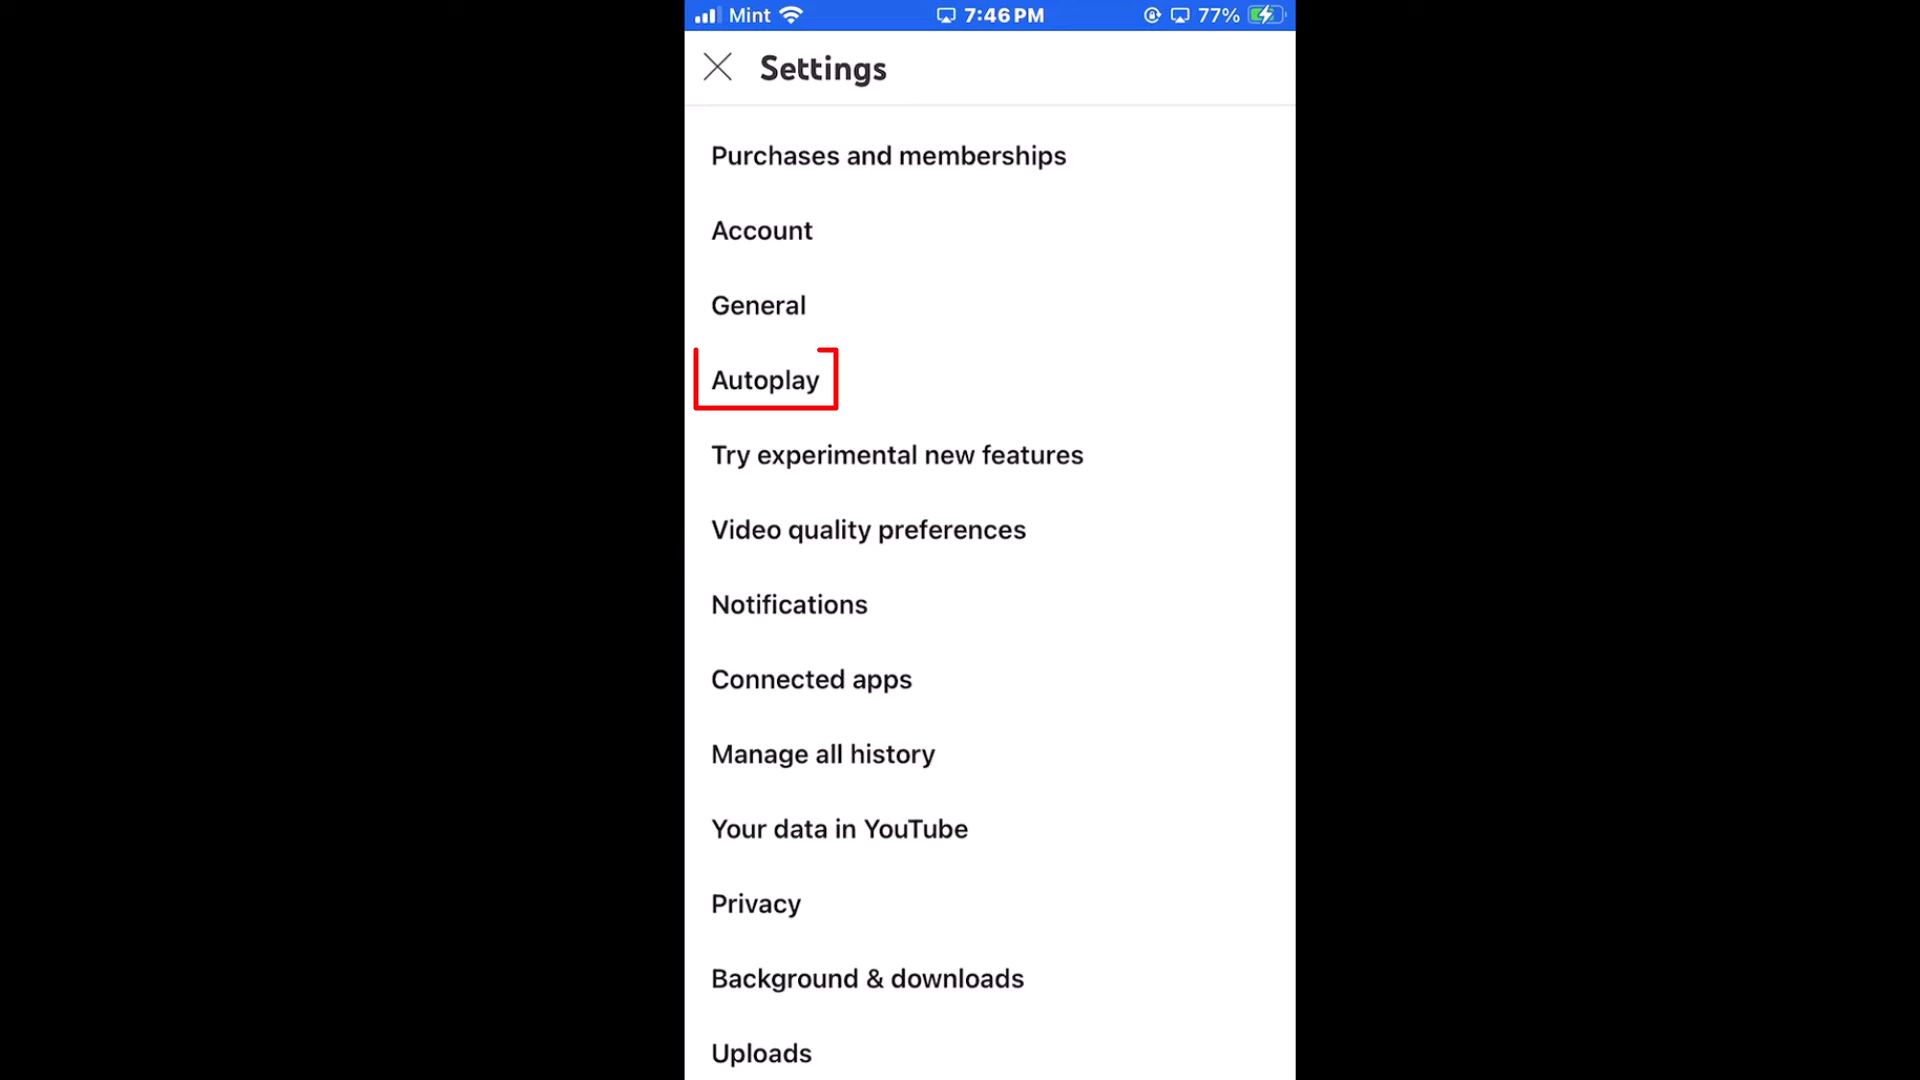 Mint 7:46 PM 77%
Settings
Purchases and memberships
Account
General
Autoplay
Try experimental new features
Video quality preferences
Notifications
Connected apps
Manage all history
Your data in YouTube
Privacy
Background & downloads
Uploads